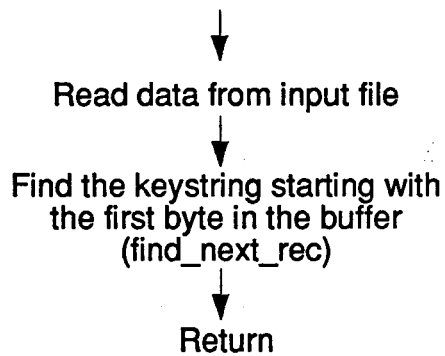 Read data from input file
Find the keystring starting with
the first byte in the buffer
(find_next_rec)
Return